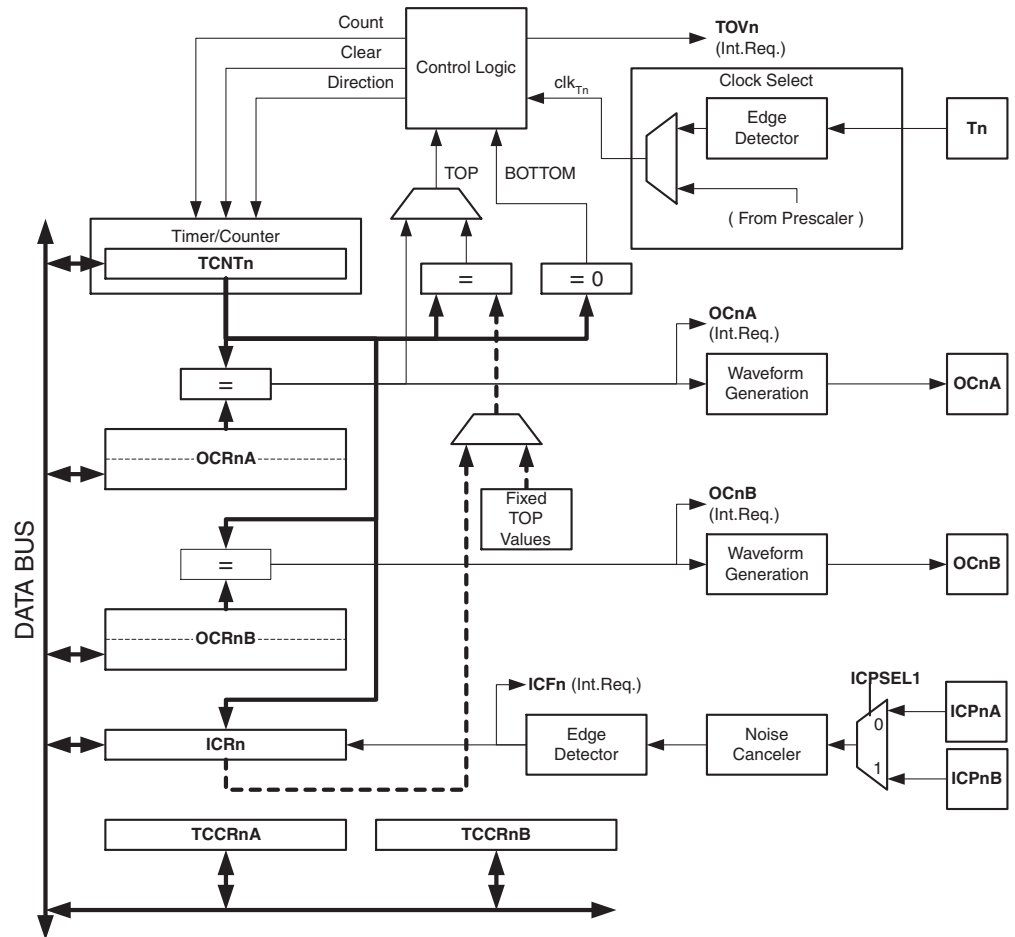 Count
Clear
Direction
Control Logic
TOVn
(Int.Req.)
clkTn
Clock Select
Edge
Detector
Tn
( From Prescaler )
TOP
BOTTOM
Timer/Counter
TCNTn
=
= 0
OCnA
(Int.Req.)
=
Waveform
Generation
OCnA
OCRnA
Fixed
TOP
Values
OCnB
(Int.Req.)
=
Waveform
Generation
OCnB
OCRnB
DATA BUS
ICFn (Int.Req.)
ICPSEL1
ICPnA
0
ICRn
Edge
Detector
Noise
Canceler
1
ICPnB
TCCRnA
TCCRnB